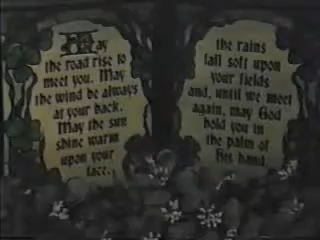 May
the road rise to
meet you. May
the wind be always
at your back.
May the sun
shine warm
upon your
face.
the rains
fall soft upon
your fields
and, until we meet
again, may God
hold you in
the palm of
His hand.